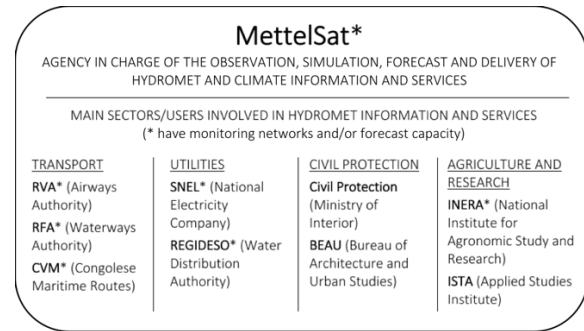 MettelSat*
AGENCY IN CHARGE OF THE OBSERVATION, SIMULATION, FORECAST AND DELIVERY OF
HYDROMET AND CLIMATE INFORMATION AND SERVICES
MAIN SECTORS/USERS INVOLVED IN HYDROMET INFORMATION AND SERVICES
(* have monitoring networks and/or forecast capacity)
TRANSPORT
RVA* (Airways
Authority)
RFA* (Waterways
Authority)
CVM* (Congolese
Maritime Routes)
UTILITIES
SNEL* (National
Electricity
Company)
REGIDESO* (Water
Distribution
Authority)
CIVIL PROTECTION
Civil Protection
(Ministry of
Interior)
BEAU (Bureau of
Architecture and
Urban Studies)
AGRICULTURE AND
RESEARCH
INERA* (National
Institute for
Agronomic Study and
Research)
ISTA (Applied Studies
Institute)